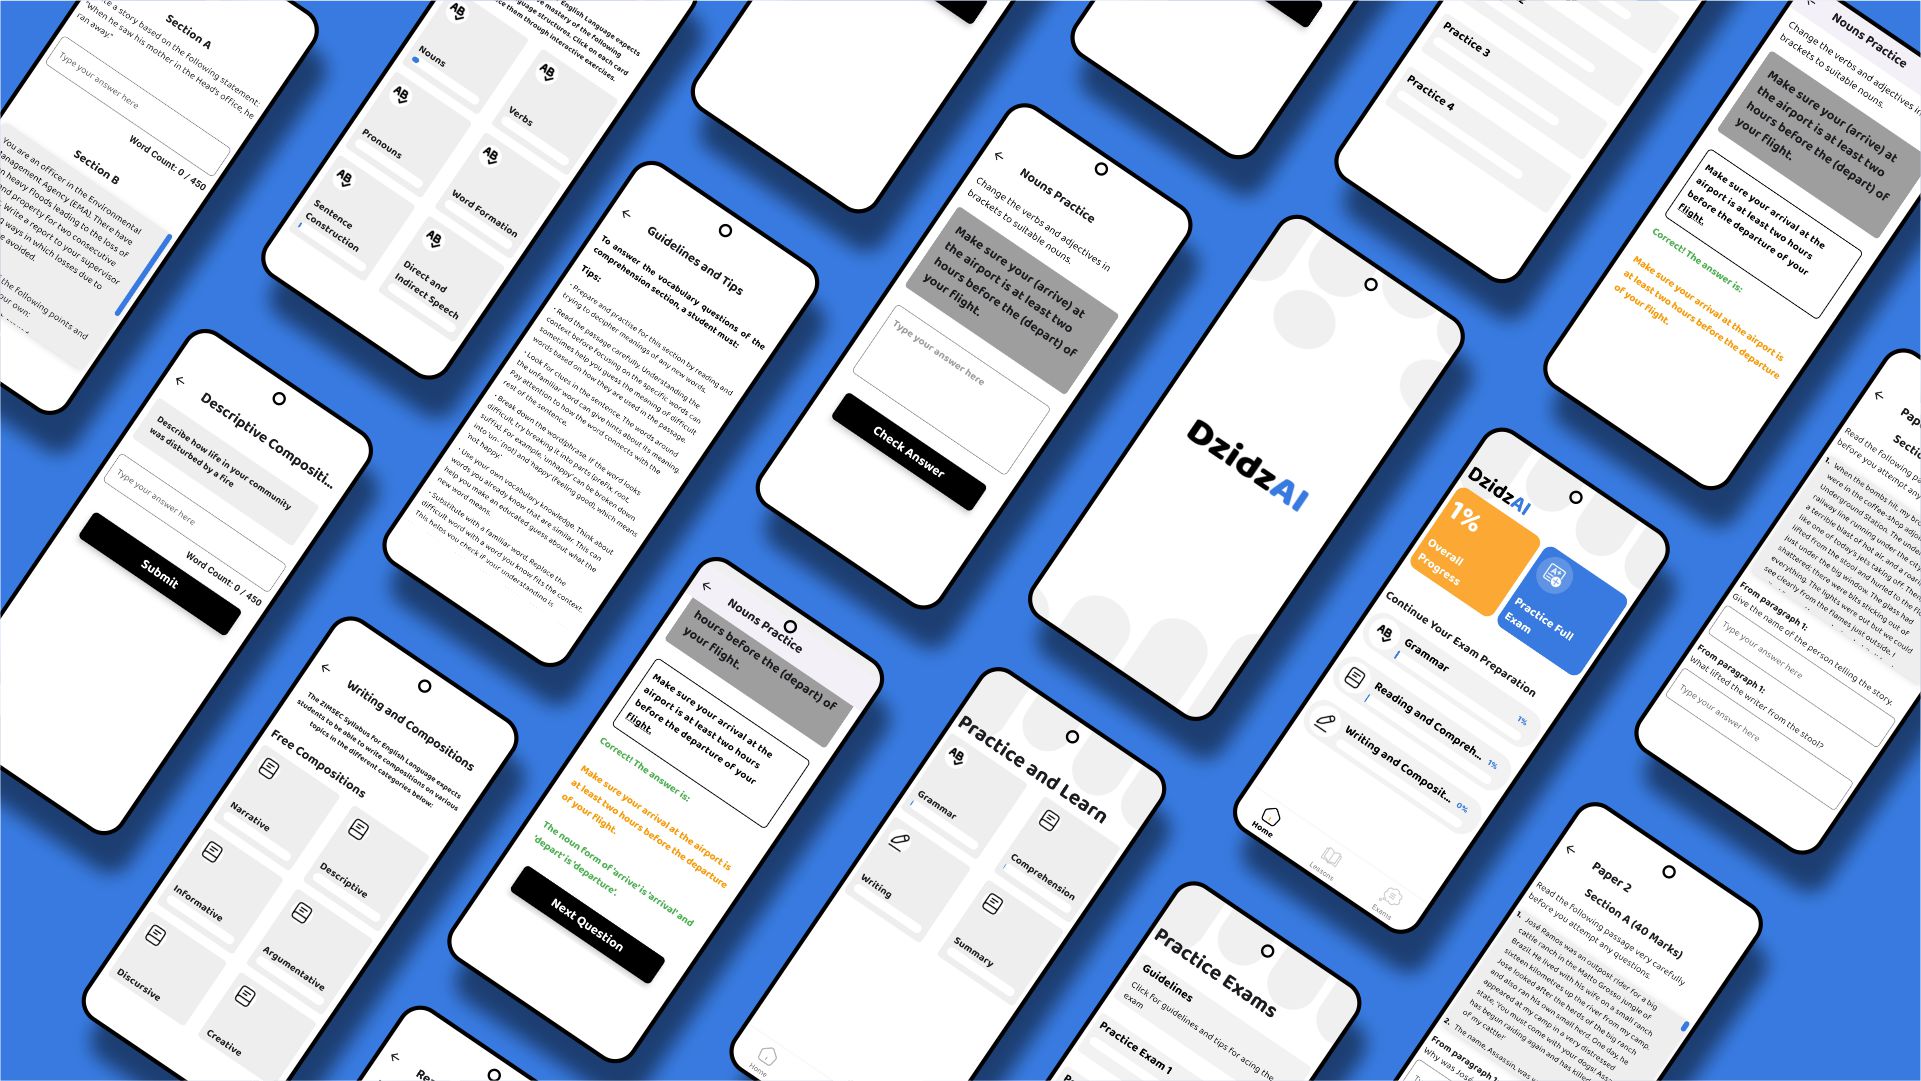 Section A
e a story based on the following statement:
"when he saw his mother in the Head's office, he
ran away."
Type your answer here
Word Count: 0 / 450
Section B
You are an officer in the Environmental
Management Agency (EMA). There have
heavy floods leading to the loss of
and property for two consecutive
Write a report to your supervisor
ways in which losses due to
e avoided.
the following points and
our own:
English Language expects
mastery of the following
language structures. Click on each card
them through interactive exercises.
Nouns
Verbs
Pronouns
Word Formation
Sentence
Construction
Direct and
Indirect Speech
Guidelines and Tips
To answer the vocabulary questions of the
comprehension section, a student must:
Tips:
· Prepare and practise for this section by reading and
trying to decipher meanings of any new words.
· Read the passage carefully. Understanding the
context before focusing on the specific words can
sometimes help you guess the meaning of difficult
words based on how they are used in the passage.
· Look for clues in the sentence. The words around
the unfamiliar word can give hints about its meaning.
Pay attention to how the word connects with the
rest of the sentence.
· Break down the word/phrase. If the word looks
difficult, try breaking it into parts (prefix, root,
suffix). For example, unhappy can be broken down
into 'un-' (not) and happy (feeling good), which means
'not happy.'
· Use your own vocabulary knowledge. Think about
words you already know that are similar. This can
help you make an educated guess about what the
new word means.
· Substitute with a familiar word. Replace the
difficult word with a word you know fits the context.
This helps you check if your understanding is
Nouns Practice
Change the verbs and adjectives in
brackets to suitable nouns.
Make sure your (arrive) at
the airport is at least two
hours before the (depart) of
your flight.
Type your answer here
Check Answer
Practice 3
Practice 4
Nouns Practice
Change the verbs and adjectives in
brackets to suitable nouns.
Make sure your (arrive) at
the airport is at least two
hours before the (depart) of
your flight.
Make sure your arrival at the
airport is at least two hours
before the departure of your
flight.
Correct! The answer is:
Make sure your arrival at the airport is
at least two hours before the departure
of your flight.
DzidzAI
Descriptive Compositi...
Describe how life in your community
was disturbed by a fire
Type your answer here
Word Count: 0 / 450
Submit
Writing and Compositions
The ZIMSEC Syllabus for English Language expects
students to be able to write compositions on various
topics in the different categories below:
Free Compositions
Narrative
Descriptive
Informative
Argumentative
Discursive
Creative
Nouns Practice
hours before the (depart) of
your flight.
Make sure your arrival at the
airport is at least two hours
before the departure of your
flight.
Correct! The answer is:
Make sure your arrival at the airport is
at least two hours before the departure
of your flight.
The noun form of 'arrive' is 'arrival' and
'depart' is 'departure'.
Next Question
Practice and Learn
Grammar
Comprehension
Writing
Summary
Home
DzidzAI
1%
Overall
Progress
Practice Full
Exam
Continue Your Exam Preparation
Grammar
1%
Reading and Compreh...
1%
Writing and Composit...
0%
Home
Lessons
Exams
Practice Exams
Guidelines
Click for guidelines and tips for acing the
exam
Practice Exam 1
Read the following
before you attempt any
1. When the bombs hit, my
were in the coffee-shop
Underground Station. The
railway line running under the
a terrible blast of hot air, and a
like one of today's jets taking off. Then
lifted from the stool and hurled to the
just under the big window. The glass had
shattered; there were bits sticking out of
everything. The lights were out but we could
see clearly from the flames just outside. I
From paragraph 1:
Give the name of the person telling the story.
Type your answer here
From paragraph 1:
What lifted the writer from the stool?
Type your answer here
Paper 2
Section A (40 Marks)
Read the following passage very carefully
before you attempt any questions.
1. José Ramos was an outpost rider for a big
cattle ranch in the Matto Grosso jungle of
Brazil. He lived with his wife on a small ranch
sixteen kilometres up the river from my camp.
Jose looked after the herds of the big ranch
and also ran his own small herd. One day, he
appeared at my camp in a very distressed
state. 'You must come with your dogs! Assa
has begun raiding again and has killed
of my cattle!'
2. The name, Assassin, was
From paragraph 1
Why was José